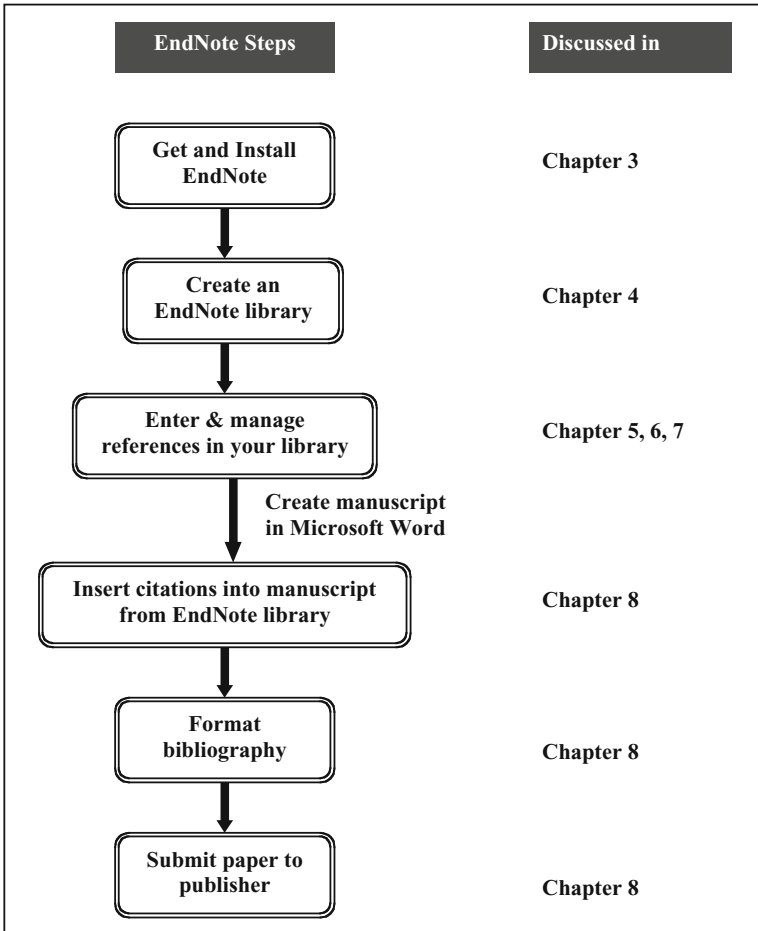 EndNote Steps
Discussed in
Get and Install
EndNote
Chapter 3
Create an
EndNote library
Chapter 4
Enter & manage
references in your library
Chapter 5, 6, 7
Create manuscript
in Microsoft Word
Insert citations into manuscript
from EndNote library
Chapter 8
Format
bibliography
Chapter 8
Submit paper to
publisher
Chapter 8